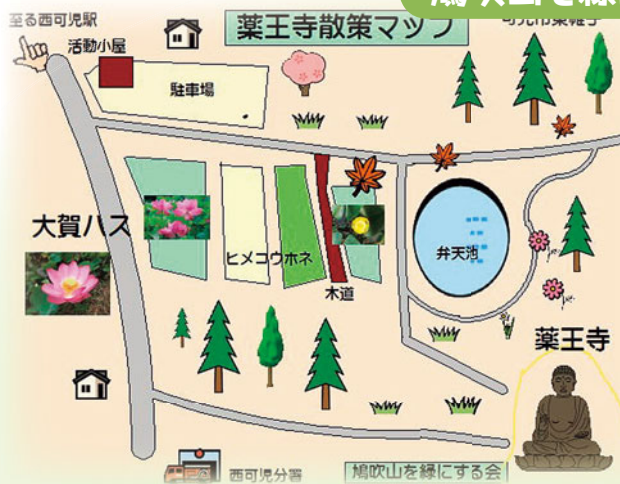 至る西可児駅
活動小屋
薬王寺散策マップ
駐車場
大賀ハス
ヒメコウホネ
木道
弁天池
薬王寺
西可児分署
鳩吹山を緑にする会